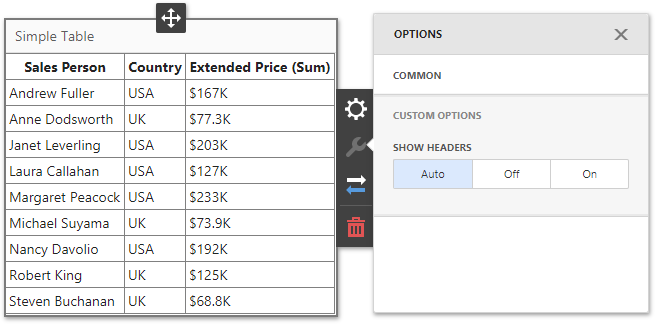 Simple Table
Sales Person Country Extended Price (Sum)
Andrew Fuller USA $167K
Anne Dodsworth UK $77.3K
Janet Leverling USA $203K
Laura Callahan USA $127K
Margaret Peacock USA $233K
Michael Suyama UK $73.9K
Nancy Davolio USA $192K
Robert King UK $125K
Steven Buchanan UK $68.8K
OPTIONS
COMMON
CUSTOM OPTIONS
SHOW HEADERS
Auto Off On